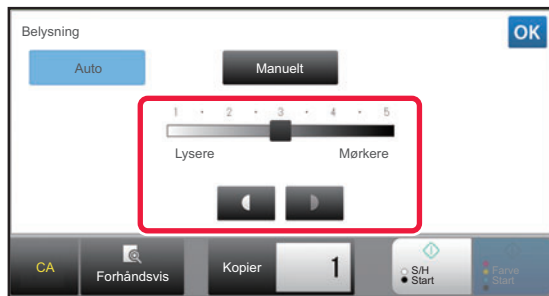 Belysning
OK
Auto
Manuelt
1 • 2 • 3 • 4 • 5
Lysere
Mørkere
CA
Forhåndsvis
Kopier
1
S/H
Start
Farve
Start